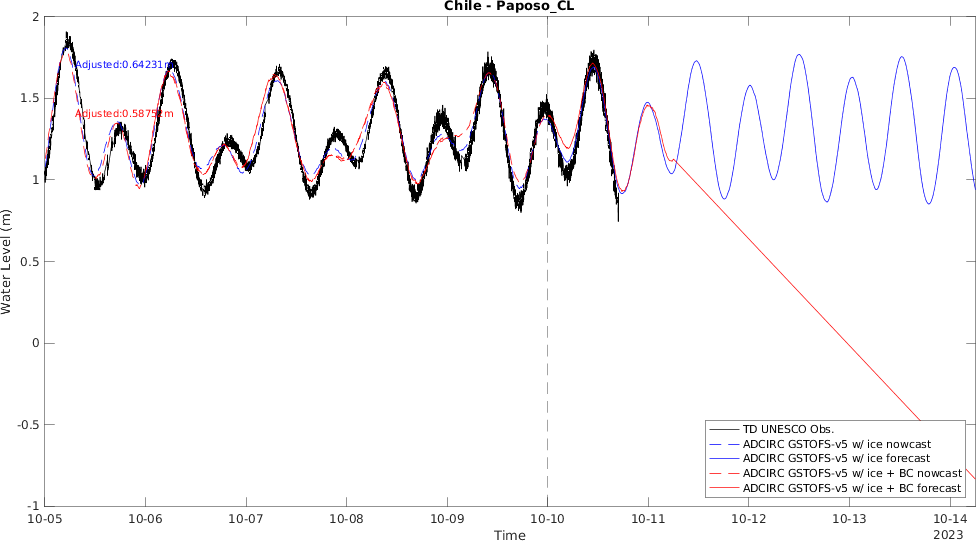 Chile - Paposo_CL
2
1.5
1
0.5
0
-0.5
-1
Water Level (m)
Adjusted:0.64231m
TD UNESCO Obs.
ADCIRC GSTOFS-v5 w/ ice nowcast
ADCIRC GSTOFS-v5 w/ ice forecast
ADCIRC GSTOFS-v5 w/ ice + BC nowcast
ADCIRC GSTOFS-v5 w/ ice + BC forecast
10-05 10-06 10-07 10-08 10-09 10-10 10-11 10-12 10-13 10-14
Time
2023